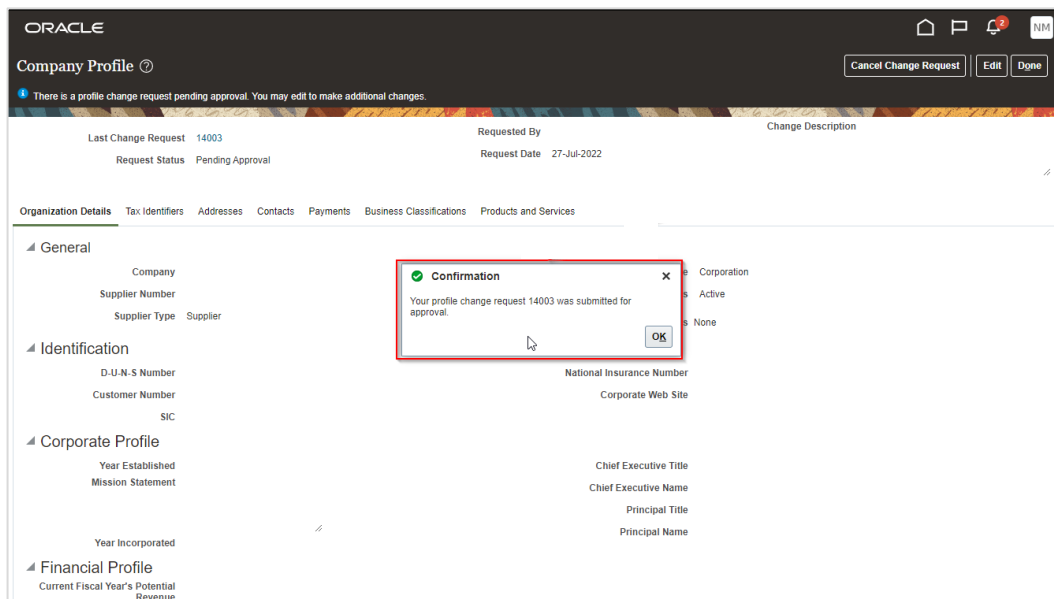 ORACLE
2
NM
Company Profile
Cancel Change Request
Edit
Done
There is a profile change request pending approval. You may edit to make additional changes.
Last Change Request 14003
Requested By
Change Description
Request Status Pending Approval
Request Date 27-Jul-2022
Organization Details Tax Identifiers Addresses Contacts Payments Business Classifications Products and Services
General
Company
e Corporation
Supplier Number
s Active
Supplier Type Supplier
s None
Confirmation
Your profile change request 14003 was submitted for
approval.
OK
Identification
D-U-N-S Number
National Insurance Number
Customer Number
Corporate Web Site
SIC
Corporate Profile
Year Established
Chief Executive Title
Mission Statement
Chief Executive Name
Principal Title
Principal Name
Year Incorporated
Financial Profile
Current Fiscal Year's Potential
Revenue